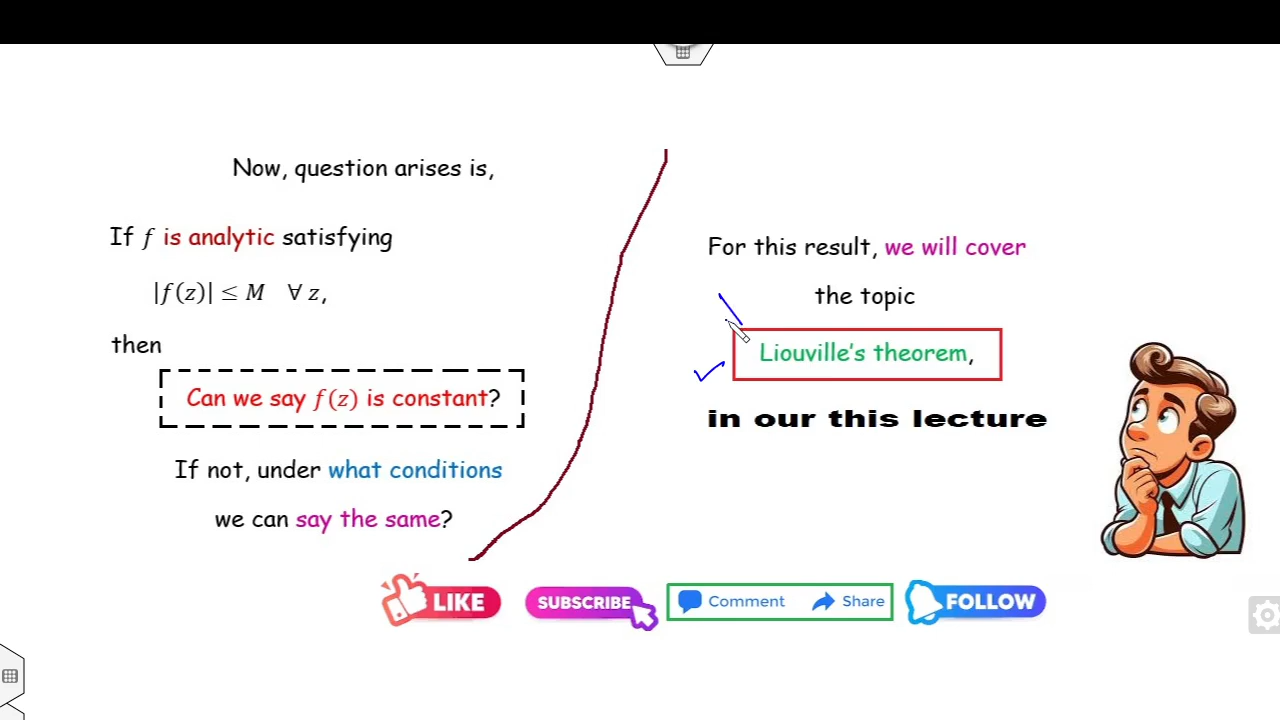 Now, question arises is,
If f is analytic satisfying
|f(z)| ≤ M ∀ z,
then
Can we say f(z) is constant?
If not, under what conditions
we can say the same?
For this result, we will cover
the topic
Liouville's theorem,
in our this lecture
LIKE
SUBSCRIBE
Comment
Share
FOLLOW